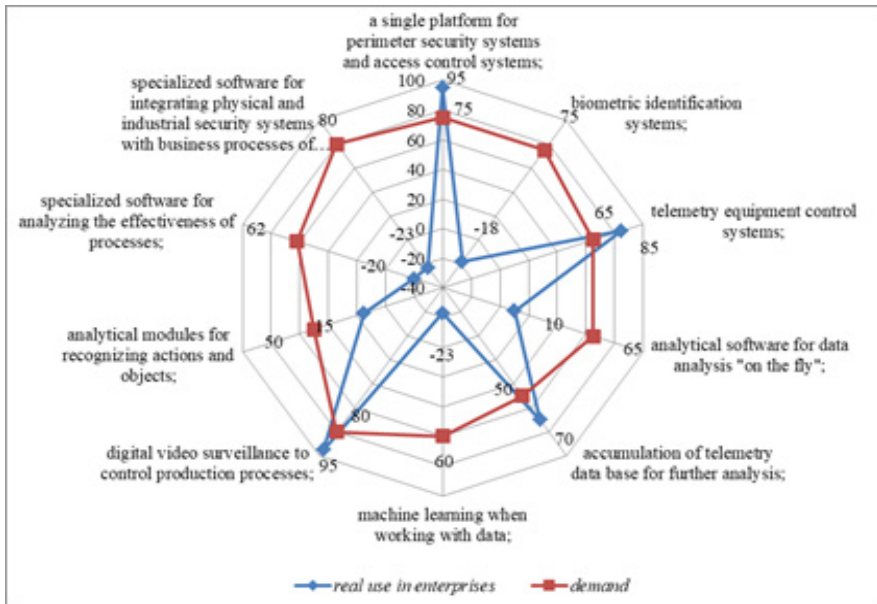 a single platform for
perimeter security systems
and access control systems;
100
95
specialized software for
integrating physical and
industrial security systems
with business processes of…
80
80
75
75
biometric identification
systems;
60
40
specialized software for
analyzing the effectiveness of
processes;
62
20
-23
0
-18
65
telemetry equipment control
systems;
85
-20
-20
-40
analytical modules for
recognizing actions and
objects;
50
15
10
65
analytical software for data
analysis "on the fly";
-23
50
digital video surveillance to
control production processes;
80
95
70
accumulation of telemetry
data base for further analysis;
60
machine learning when
working with data;
real use in enterprises
demand